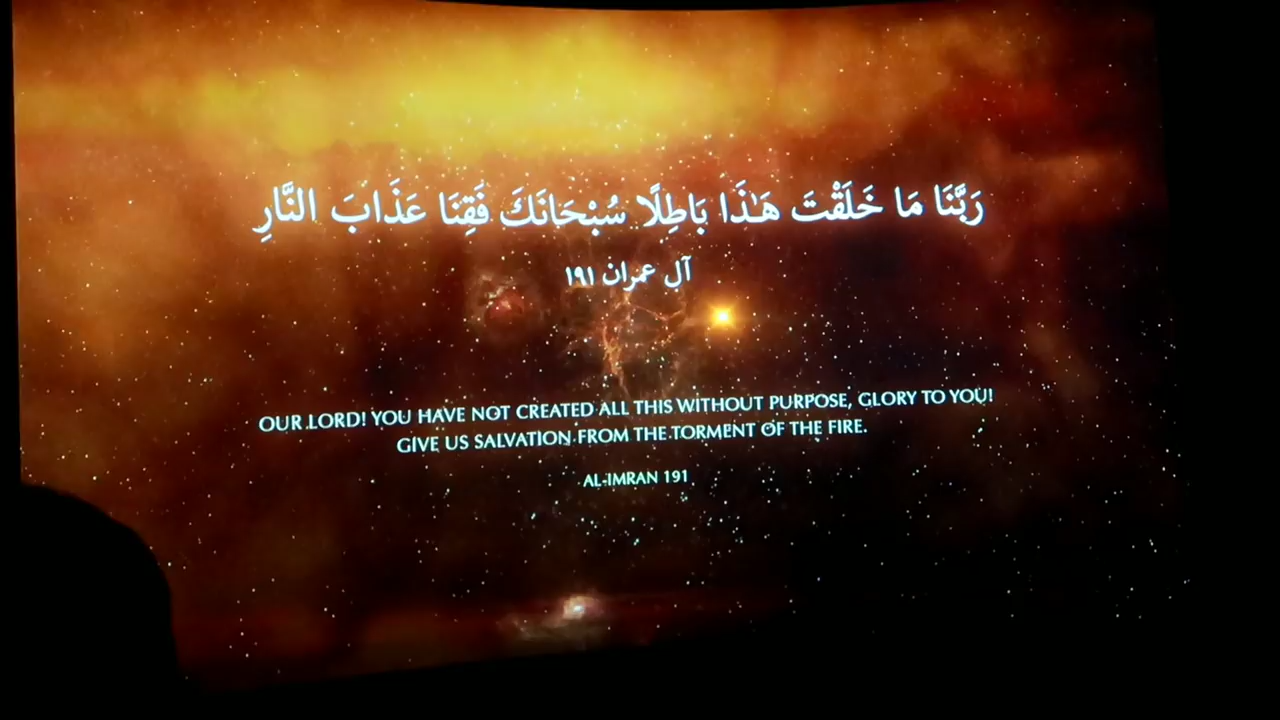 رَبَّنَا مَا خَلَقْتَ هَٰذَا بَاطِلًا سُبْحَانَكَ فَقِنَا عَذَابَ النَّارِ
آل عمران ١٩١
OUR LORD! YOU HAVE NOT CREATED ALL THIS WITHOUT PURPOSE, GLORY TO YOU!
GIVE US SALVATION FROM THE TORMENT OF THE FIRE.
AL-IMRAN 191